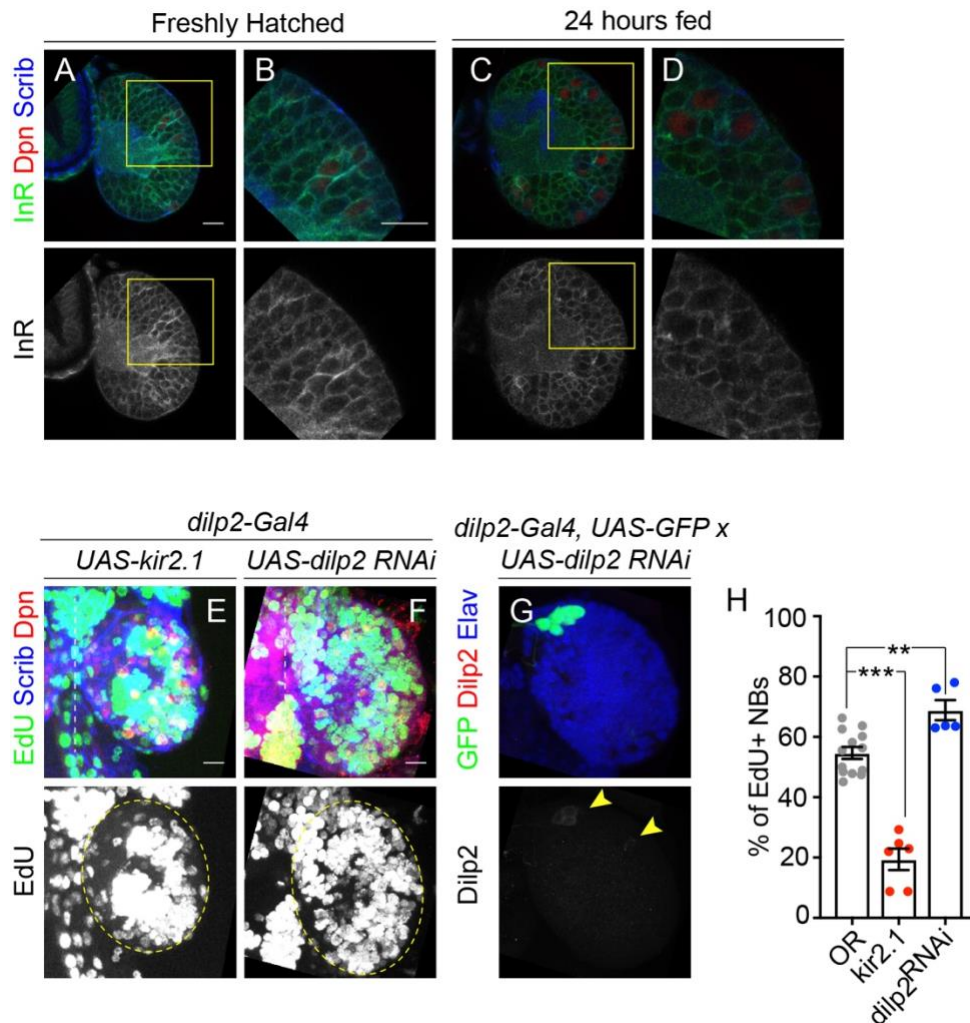 Freshly Hatched
24 hours fed
InR Dpn Scrib
A
B
C
D
InR
dilp2-Gal4
UAS-kir2.1
UAS-dilp2 RNAi
dilp2-Gal4, UAS-GFP x
UAS-dilp2 RNAi
EdU Scrib Dpn
E
F
GFP Dilp2 Elav
G
EdU
Dilp2
H
% of EdU+ NBs
100
80
60
40
20
0
**
***
OR
kir2.1
dilp2RNAi